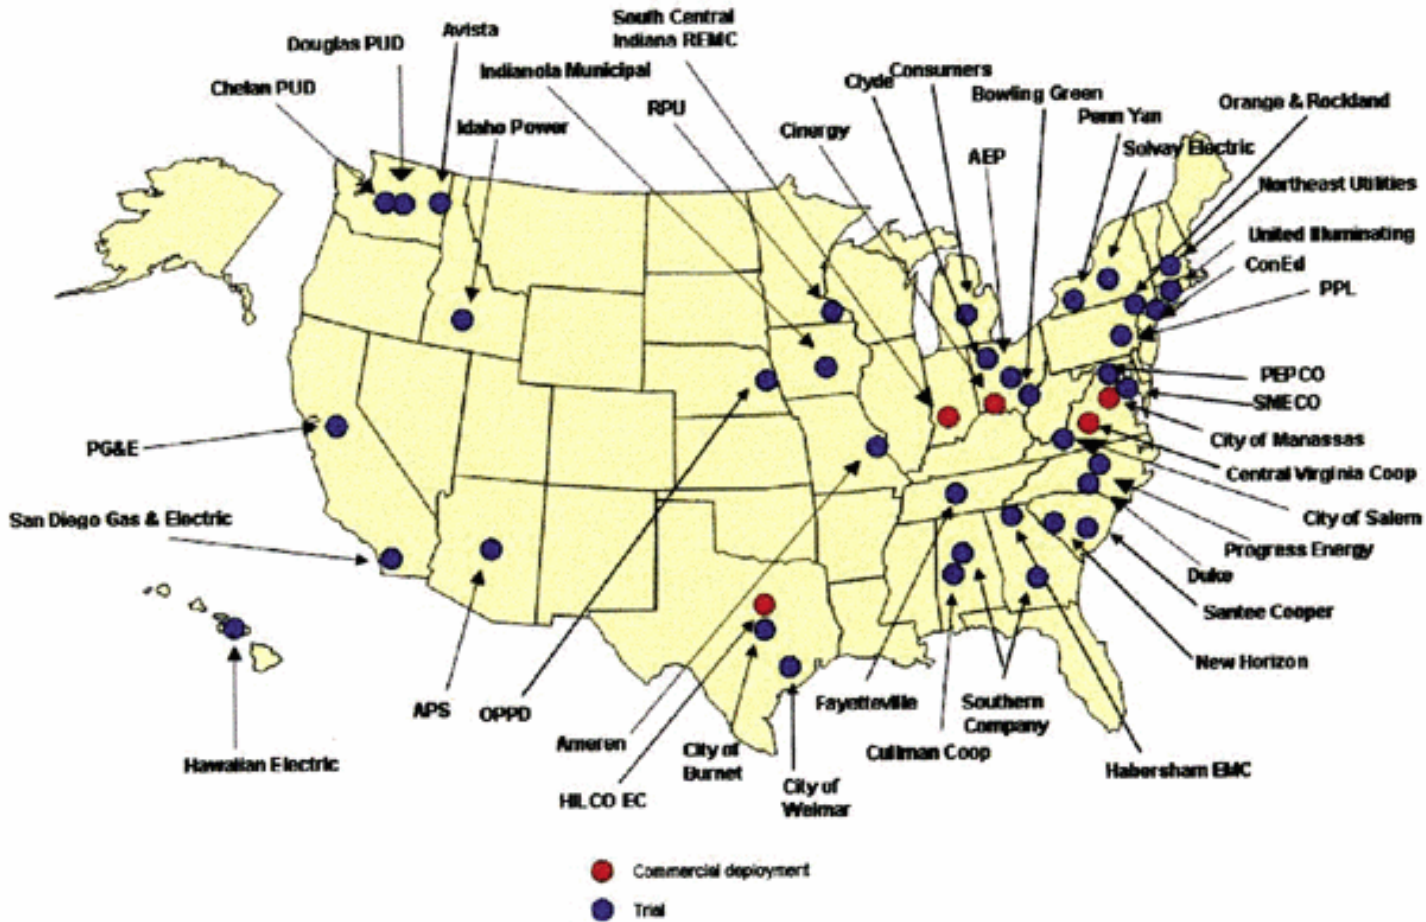 South Central
Indiana REMC
Avista
Douglas PUD
Chelan PUD
Indianola Municipal
Idaho Power
RPU
Cinergy
Clyde
Consumers
Bowling Green
AEP
Penn Yan
Orange & Rockland
Solvay Electric
Northeast Utilities
United Illuminating
ConEd
PPL
PEPCO
SMECO
City of Manassas
Central Virginia Coop
City of Salem
Progress Energy
Duke
Santee Cooper
New Horizon
Habersham EMC
Southern
Company
Cullman Coop
Fayetteville
City of
Weimar
City of
Burnet
HILCO EC
Ameren
OPPD
APS
Hawaiian Electric
San Diego Gas & Electric
PG&E
Commercial deployment
Trial